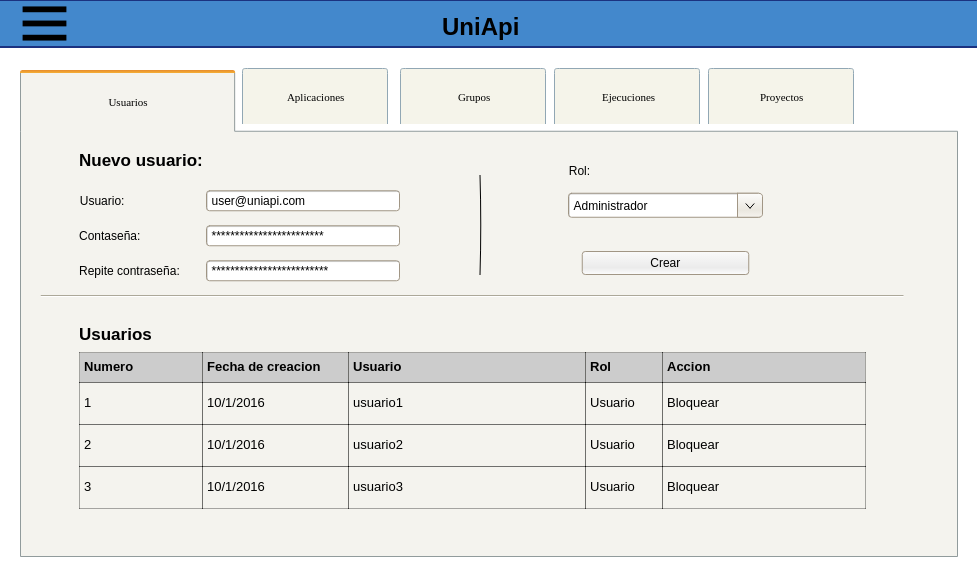 UniApi
Usuarios Aplicaciones Grupos Ejecuciones Proyectos
Nuevo usuario:
Usuario: user@uniapi.com
Contaseña: ************************
Repite contraseña: *************************
Rol:
Administrador
Crear
Usuarios
Numero Fecha de creacion Usuario Rol Accion
1 10/1/2016 usuario1 Usuario Bloquear
2 10/1/2016 usuario2 Usuario Bloquear
3 10/1/2016 usuario3 Usuario Bloquear